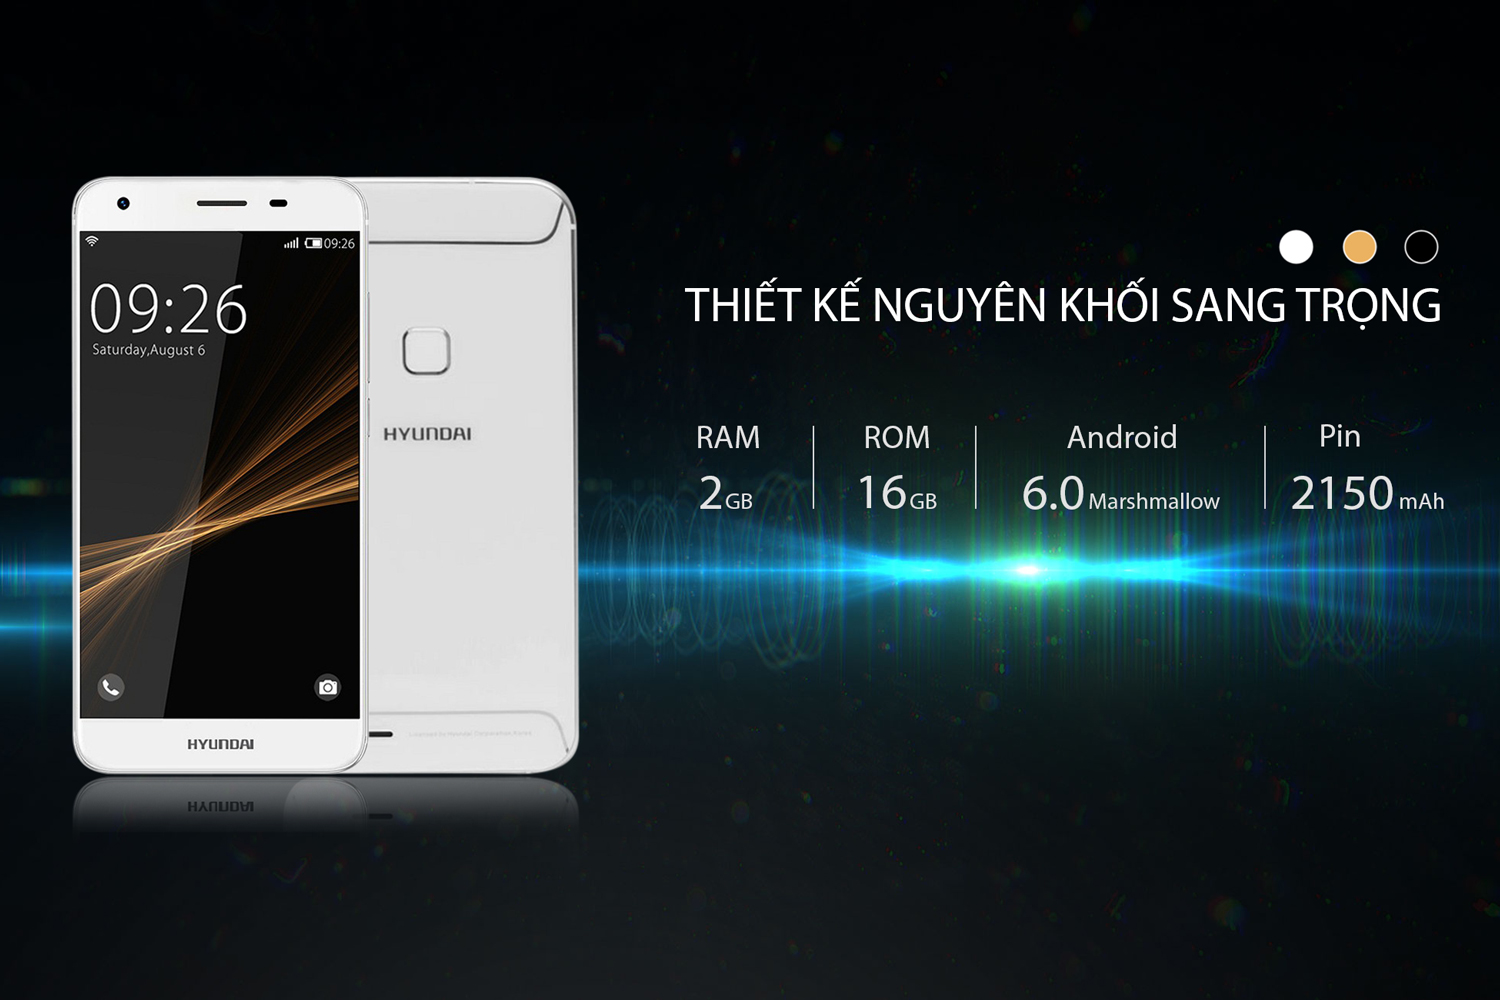 09:26
09:26
Saturday,August 6
HYUNDAI
HYUNDAI
THIẾT KẾ NGUYÊN KHỐI SANG TRỌNG
RAM
2GB
ROM
16GB
Android
6.0 Marshmallow
Pin
2150 mAh